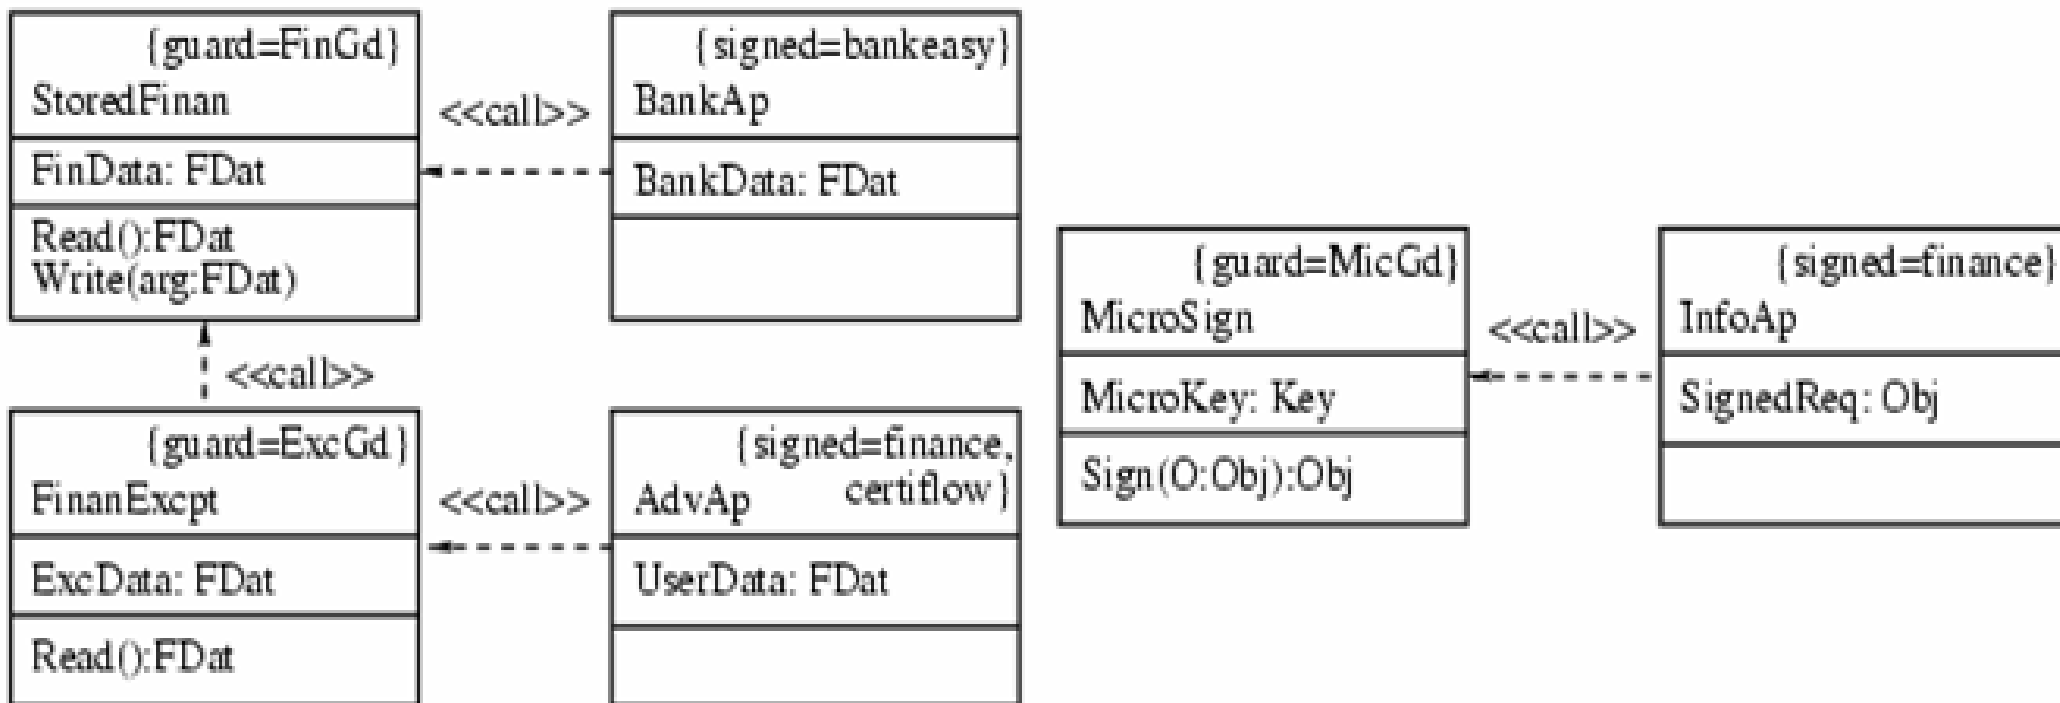 {guard=FinGd}
StoredFinan
FinData: FDat
Read():FDat
Write(arg:FDat)
<<call>>
{signed=bankeasy}
BankAp
BankData: FDat
<<call>>
{guard=ExcGd}
FinanExcpt
ExcData: FDat
Read():FDat
<<call>>
{signed=finance,
certiflow}
AdvAp
UserData: FDat
{guard=MicGd}
MicroSign
MicroKey: Key
Sign(O:Obj):Obj
<<call>>
{signed=finance}
InfoAp
SignedReq: Obj